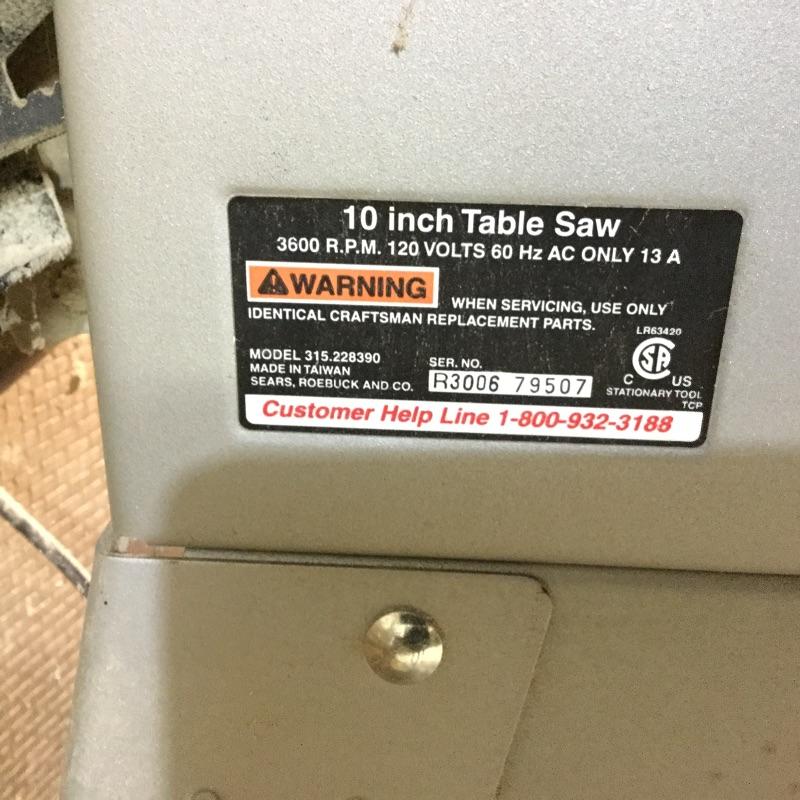 10 inch Table Saw
3600 R.P.M. 120 VOLTS 60 Hz AC ONLY 13 A
WARNING
WHEN SERVICING, USE ONLY
IDENTICAL CRAFTSMAN REPLACEMENT PARTS.
LR63420
MODEL 315.228390
MADE IN TAIWAN
SEARS, ROEBUCK AND CO.
SER. NO.
R3006 79507
SA
C US
STATIONARY TOOL
TCP
Customer Help Line 1-800-932-3188